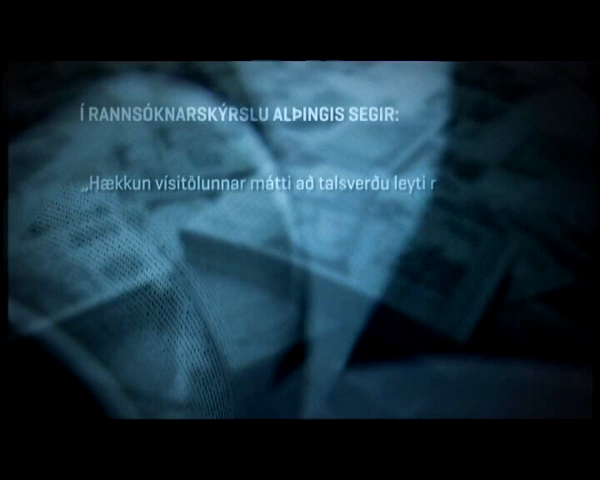 Í RANNSÓKNARSKÝRSLU ALÞINGIS SEGIR:
„Hækkun vísitölunnar mátti að talsverðu leyti r